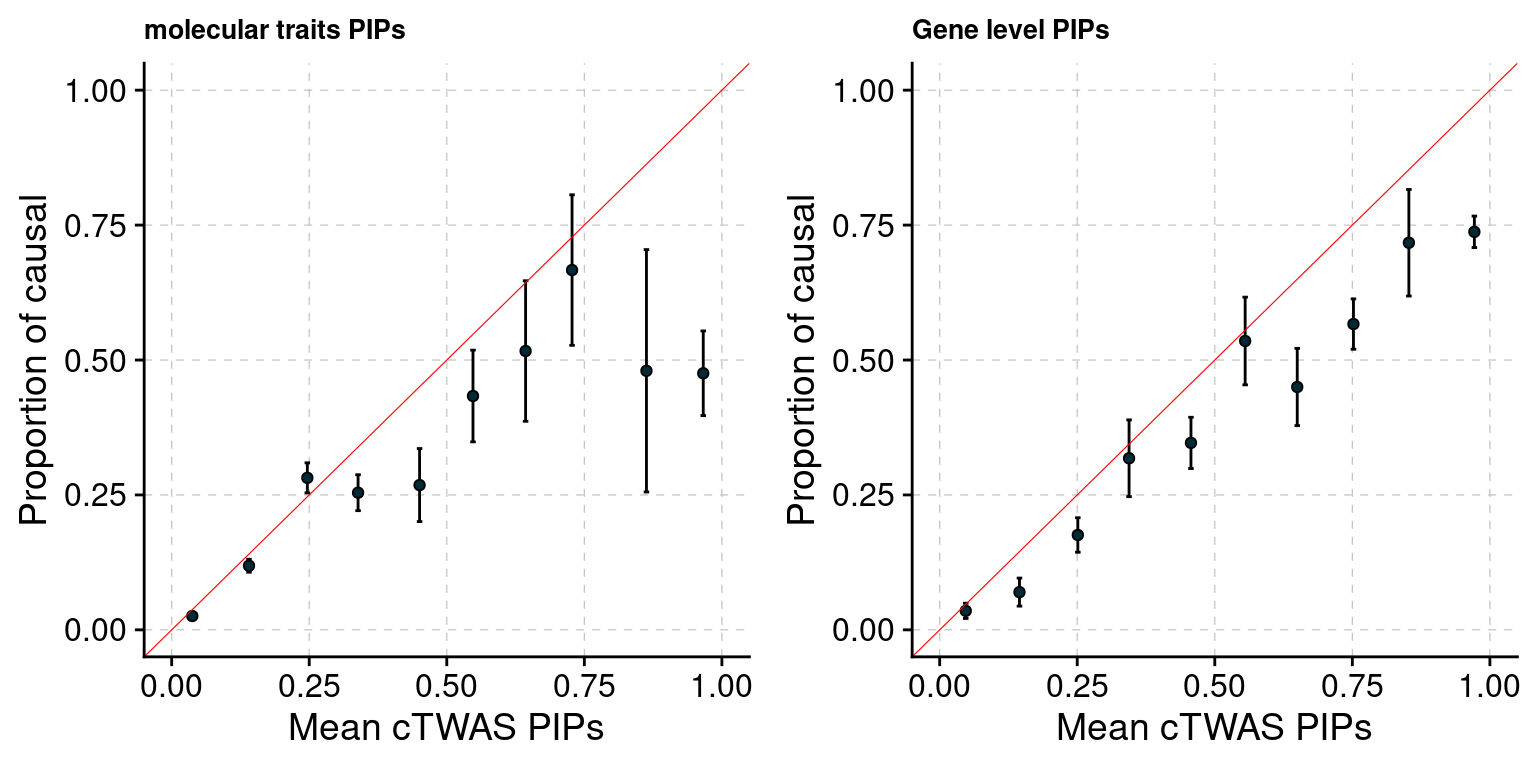 molecular traits PIPs
Proportion of causal
1.00
0.75
0.50
0.25
0.00
0.00 0.25 0.50 0.75 1.00
Mean cTWAS PIPs
Gene level PIPs
Proportion of causal
1.00
0.75
0.50
0.25
0.00
0.00 0.25 0.50 0.75 1.00
Mean cTWAS PIPs